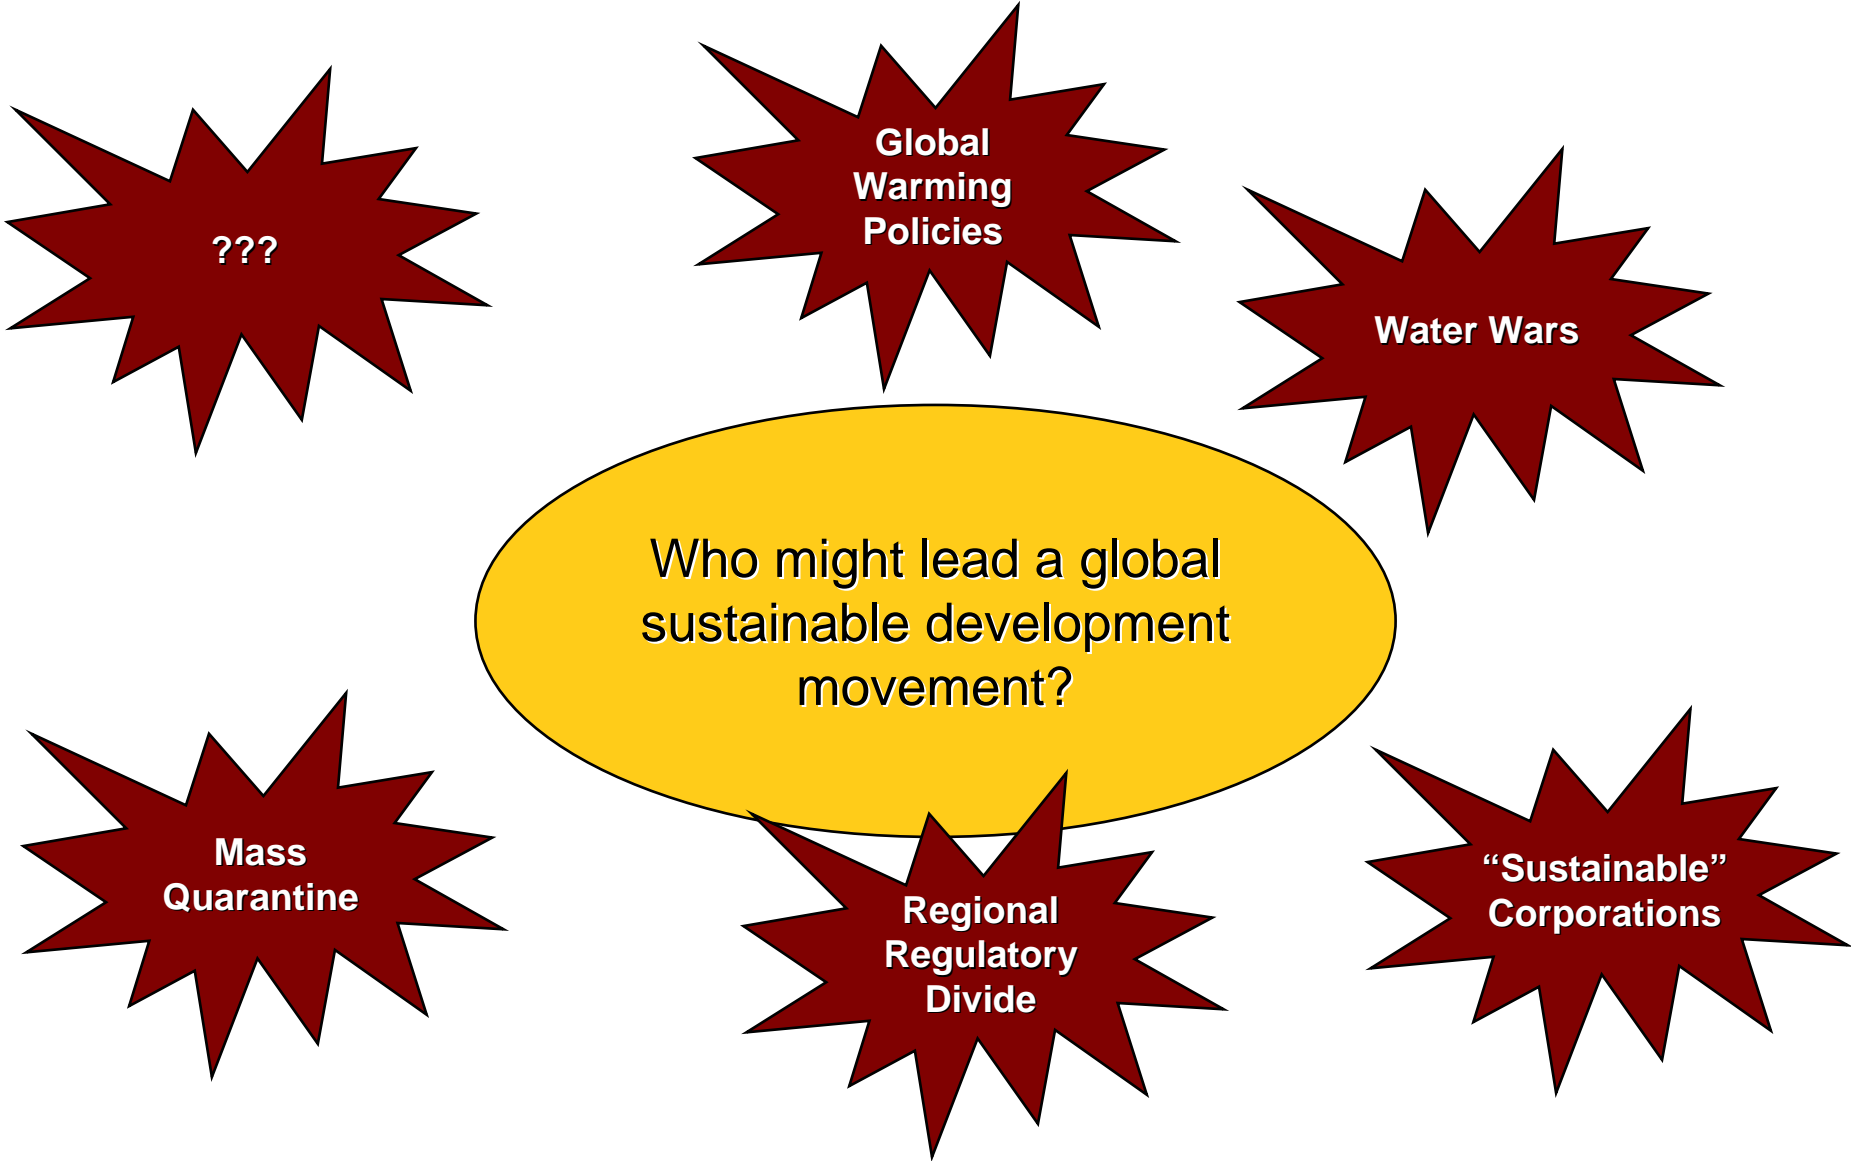 ???
Global
Warming
Policies
Water Wars
Who might lead a global
sustainable development
movement?
Mass
Quarantine
Regional
Regulatory
Divide
“Sustainable”
Corporations